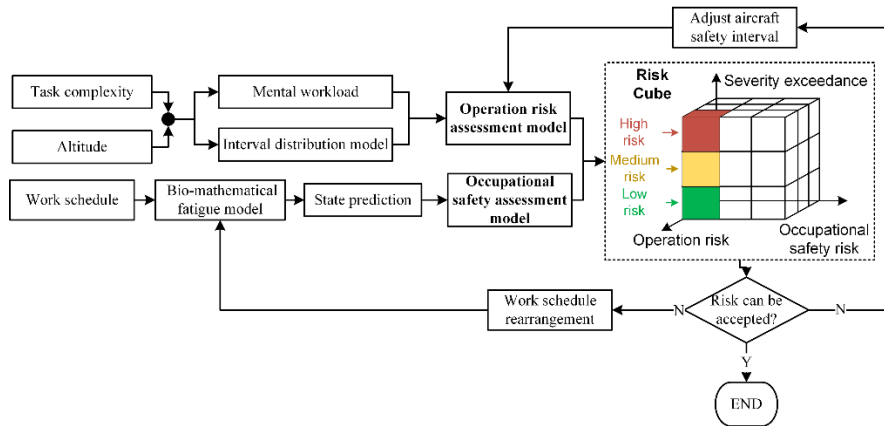 Adjust aircraft
safety interval
Task complexity
Mental workload
Altitude
Interval distribution model
Operation risk
assessment model
Work schedule
Bio-mathematical
fatigue model
State prediction
Occupational
safety assessment
model
Risk
Cube
Severity exceedance
High
risk
Medium
risk
Low
risk
Operation risk
Occupational
safety risk
Work schedule
rearrangement
N
Risk can be
accepted?
N
Y
END